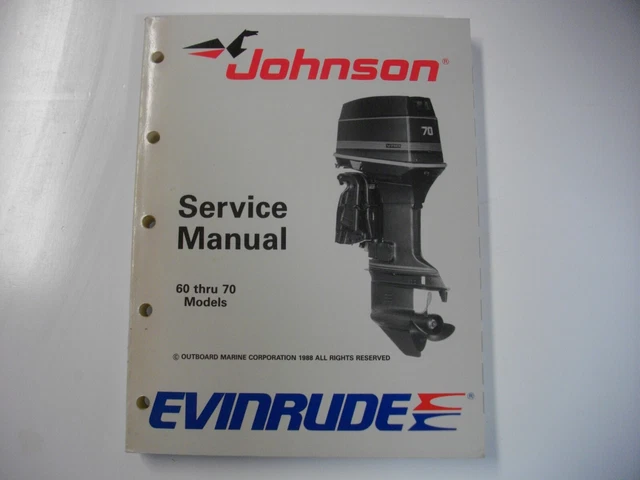 Johnson®
70
Service
Manual
60 thru 70
Models
© OUTBOARD MARINE CORPORATION 1988 ALL RIGHTS RESERVED
EVINRUDE®